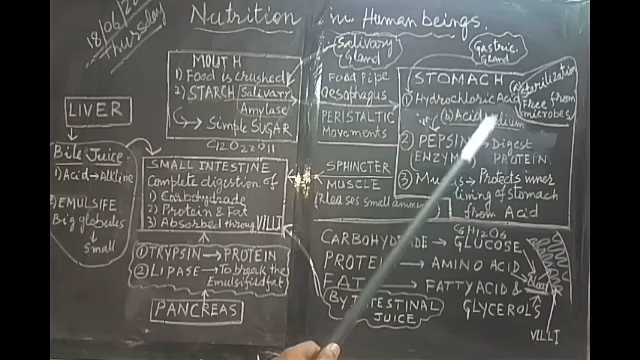 18/06/20
Thursday
Nutrition in Human beings.
MOUTH
1) Food is crushed
2) STARCH Salivary
Amylase
Simple SUGAR
C12O22O11
Salivary
Gland
FOOD PIPE
Oesophagus
PERISTALTIC
Movements
SPHINCTER
MUSCLE
Gastric
Gland
STOMACH
1) Hydrochloric Acid
(a) Sterilization
Free from
microbes
(b) Acid
2) PEPSIN → Digest
PROTEIN.
3) Protects inner
lining of stomach
from Acid
LIVER
Bile Juice
1) Acid → Alkline
2) EMULSIFE
Big globules
↓
small
SMALL INTESTINE
Complete digestion of
1) Carbohydrade
2) Protein & Fat
3) Absorbed throug VILLI
① TRYPSIN → PROTEIN
② LIPASE → To break the
Emulsified fat
PANCREAS
C6H12O6
CARBOHYDRADE → GLUCOSE
PROTEIN → AMINO ACID
FAT → FATTY ACID &
GLYCEROL'S
BY INTESTINAL
JUICE
Blood
VILLI